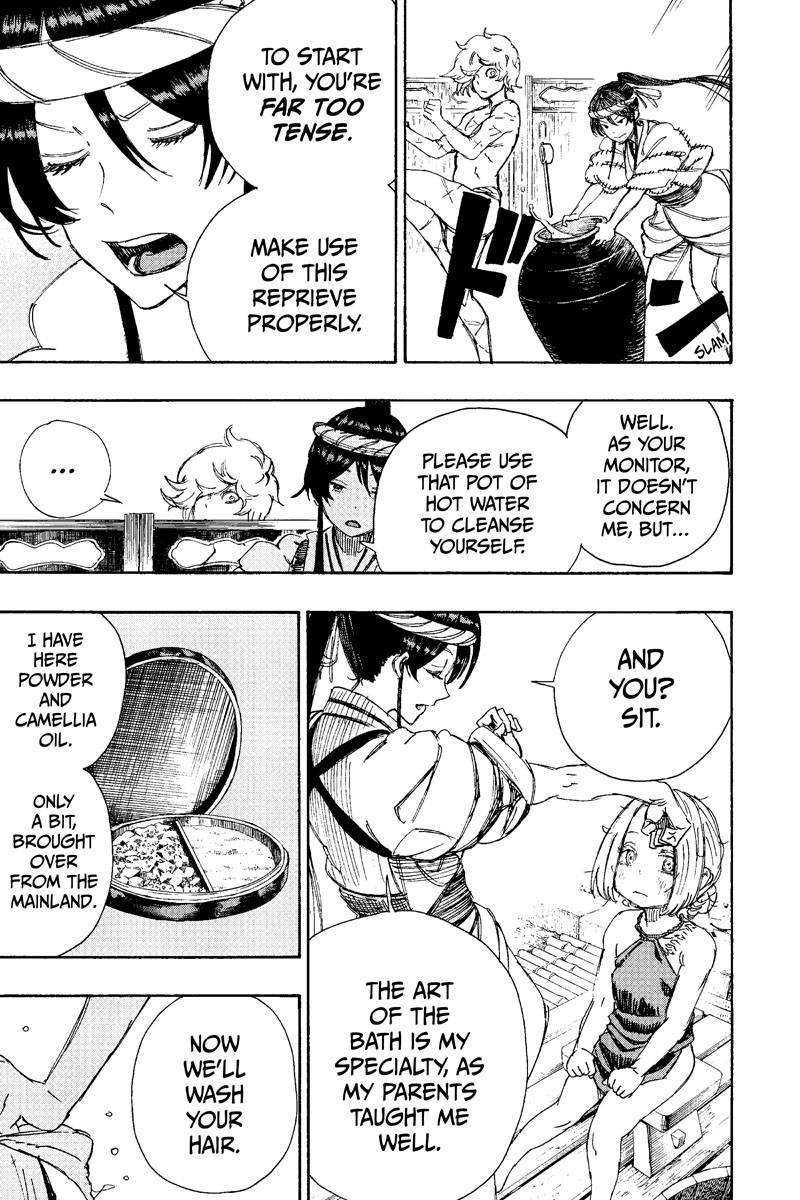 ドーン
SLAM
TO START
WITH, YOU'RE
FAR TOO
TENSE.
MAKE USE
OF THIS
REPRIEVE
PROPERLY.
WELL.
AS YOUR
MONITOR,
IT DOESN'T
CONCERN
ME, BUT...
PLEASE USE
THAT POT OF
HOT WATER
TO CLEANSE
YOURSELF.
...
AND
YOU?
SIT.
THE ART
OF THE
BATH IS MY
SPECIALTY, AS
MY PARENTS
TAUGHT ME
WELL.
I HAVE
HERE
POWDER
AND
CAMELLIA
OIL.
ONLY
A BIT,
BROUGHT
OVER
FROM THE
MAINLAND.
NOW
WE'LL
WASH
YOUR
HAIR.